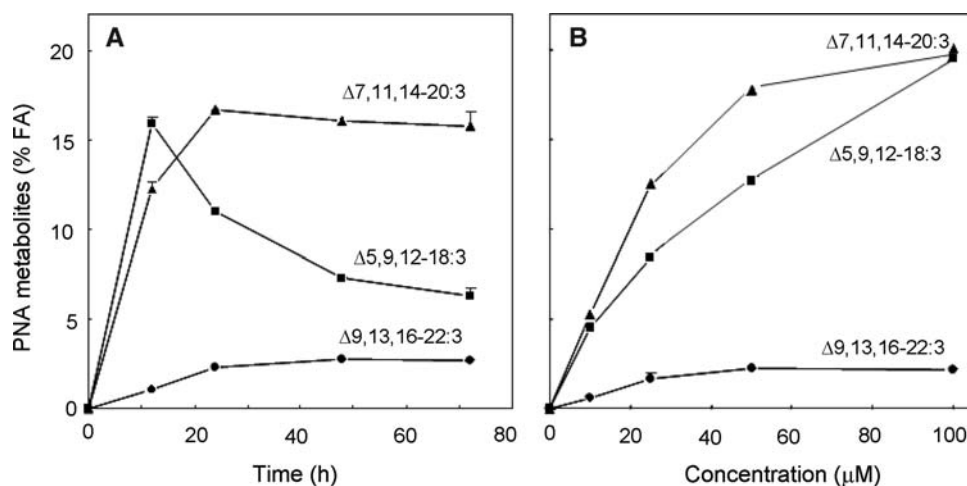 A
B
PNA metabolites (% FA)
20
15
10
5
0
Δ7,11,14-20:3
Δ5,9,12-18:3
Δ9,13,16-22:3
0 20 40 60 80
Time (h)
Δ7,11,14-20:3
Δ5,9,12-18:3
Δ9,13,16-22:3
0 20 40 60 80 100
Concentration (μM)